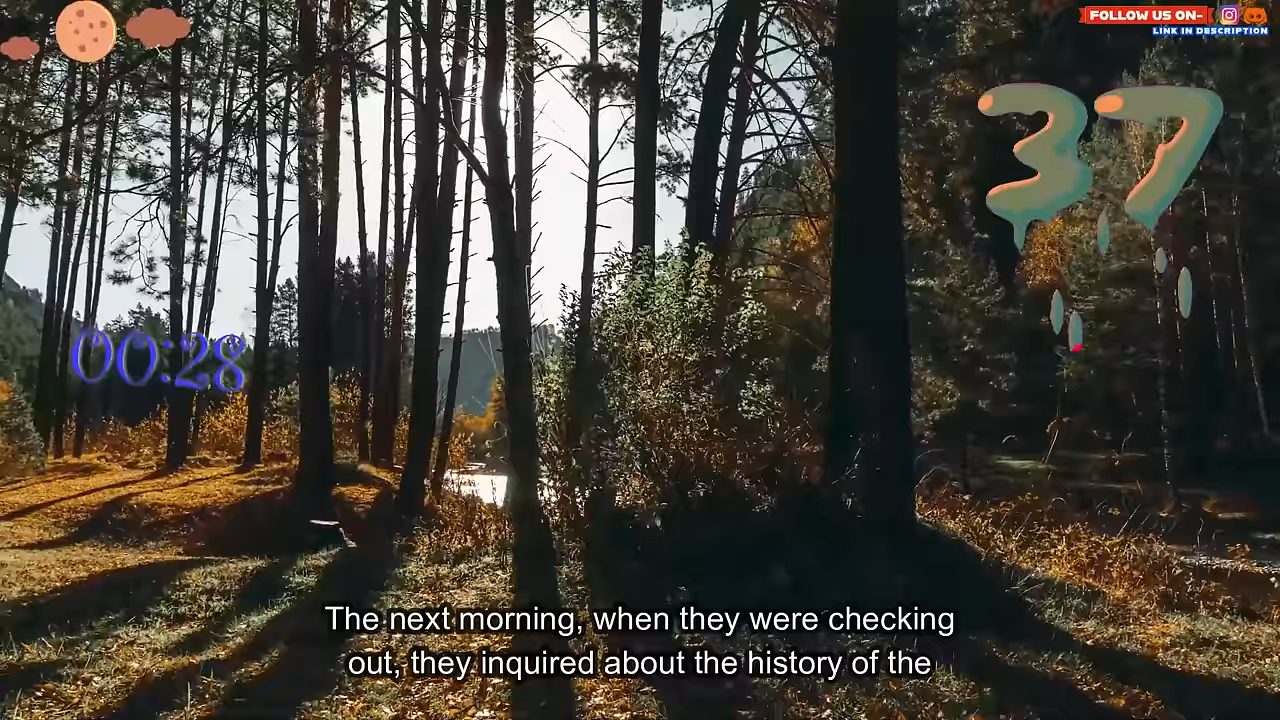 FOLLOW US ON-
LINK IN DESCRIPTION
37
00:28
The next morning, when they were checking
out, they inquired about the history of the